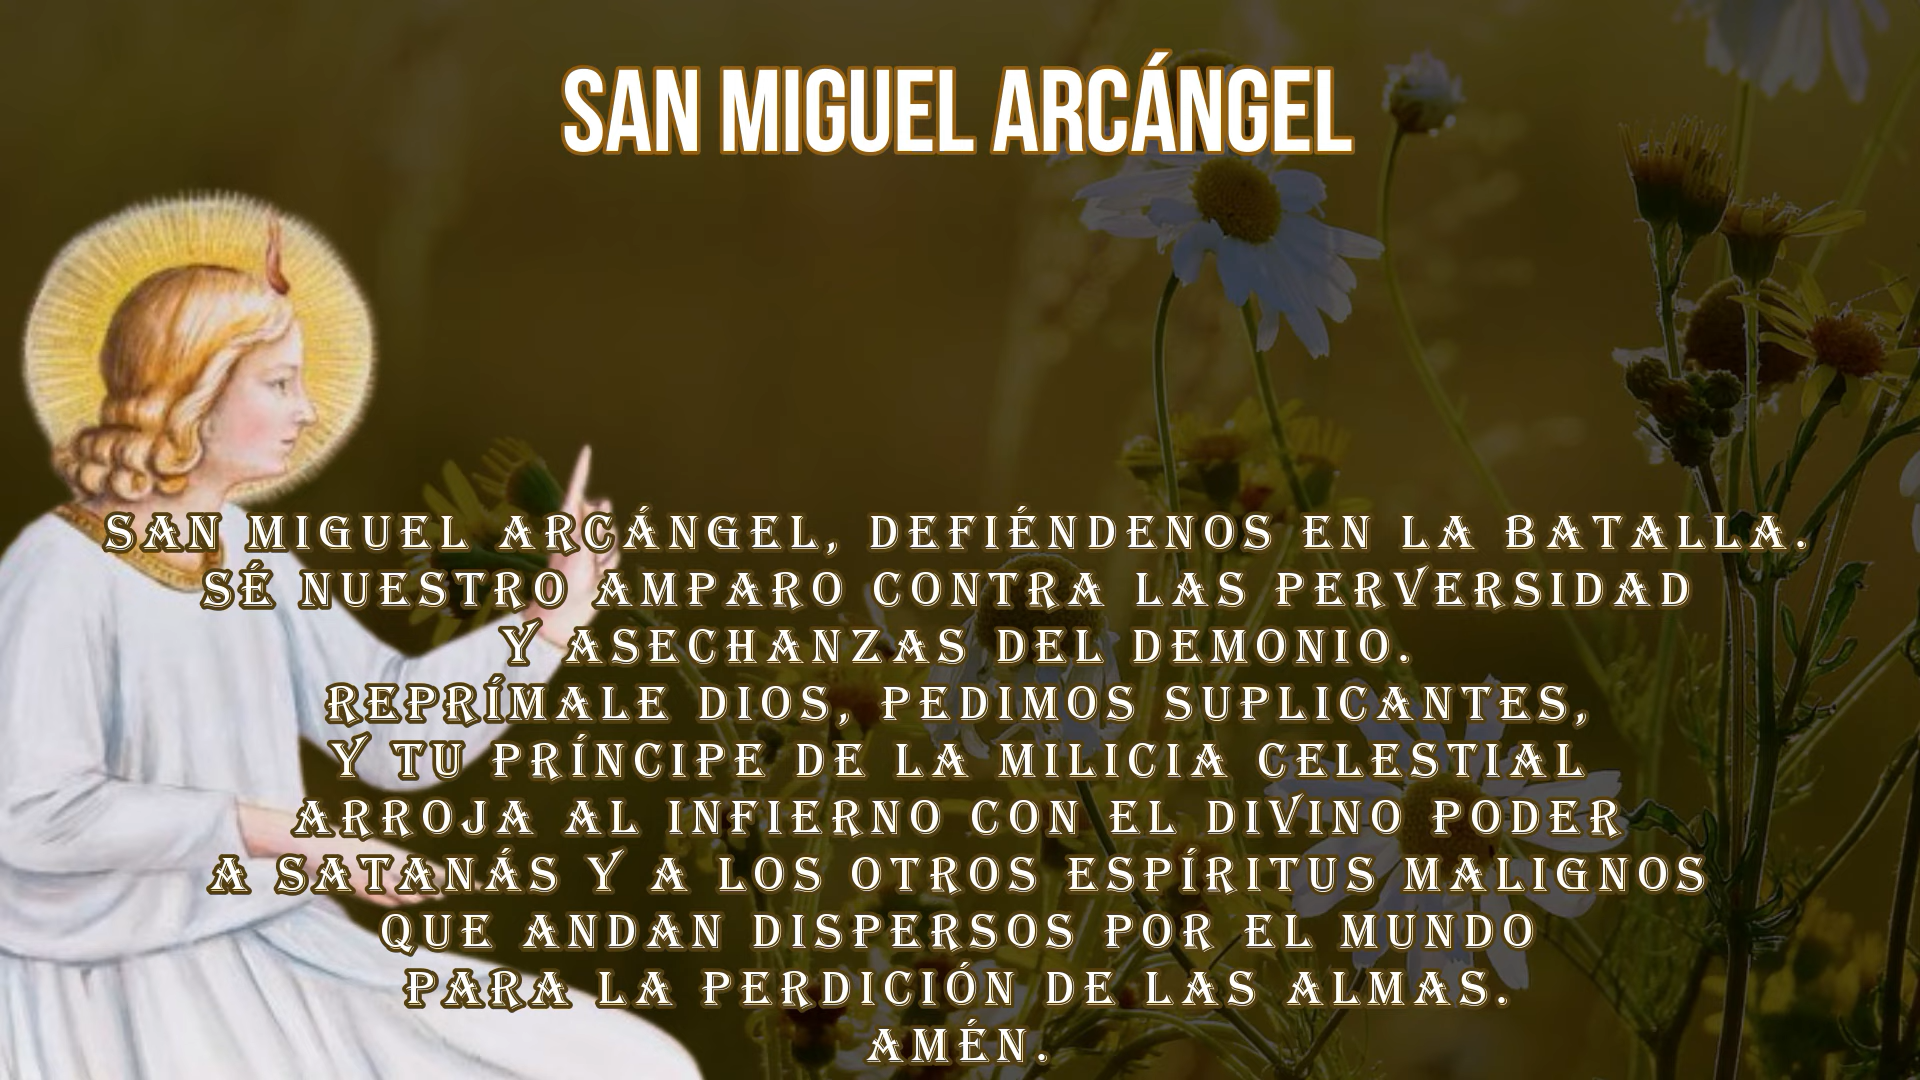 SAN MIGUEL ARCÁNGEL
SAN MIGUEL ARCÁNGEL, DEFIÉNDENOS EN LA BATALLA.
SÉ NUESTRO AMPARO CONTRA LAS PERVERSIDAD
Y ASECHANZAS DEL DEMONIO.
REPRÍMALE DIOS, PEDIMOS SUPLICANTES,
Y TU PRÍNCIPE DE LA MILICIA CELESTIAL
ARROJA AL INFIERNO CON EL DIVINO PODER
A SATANÁS Y A LOS OTROS ESPÍRITUS MALIGNOS
QUE ANDAN DISPERSOS POR EL MUNDO
PARA LA PERDICIÓN DE LAS ALMAS.
AMÉN.